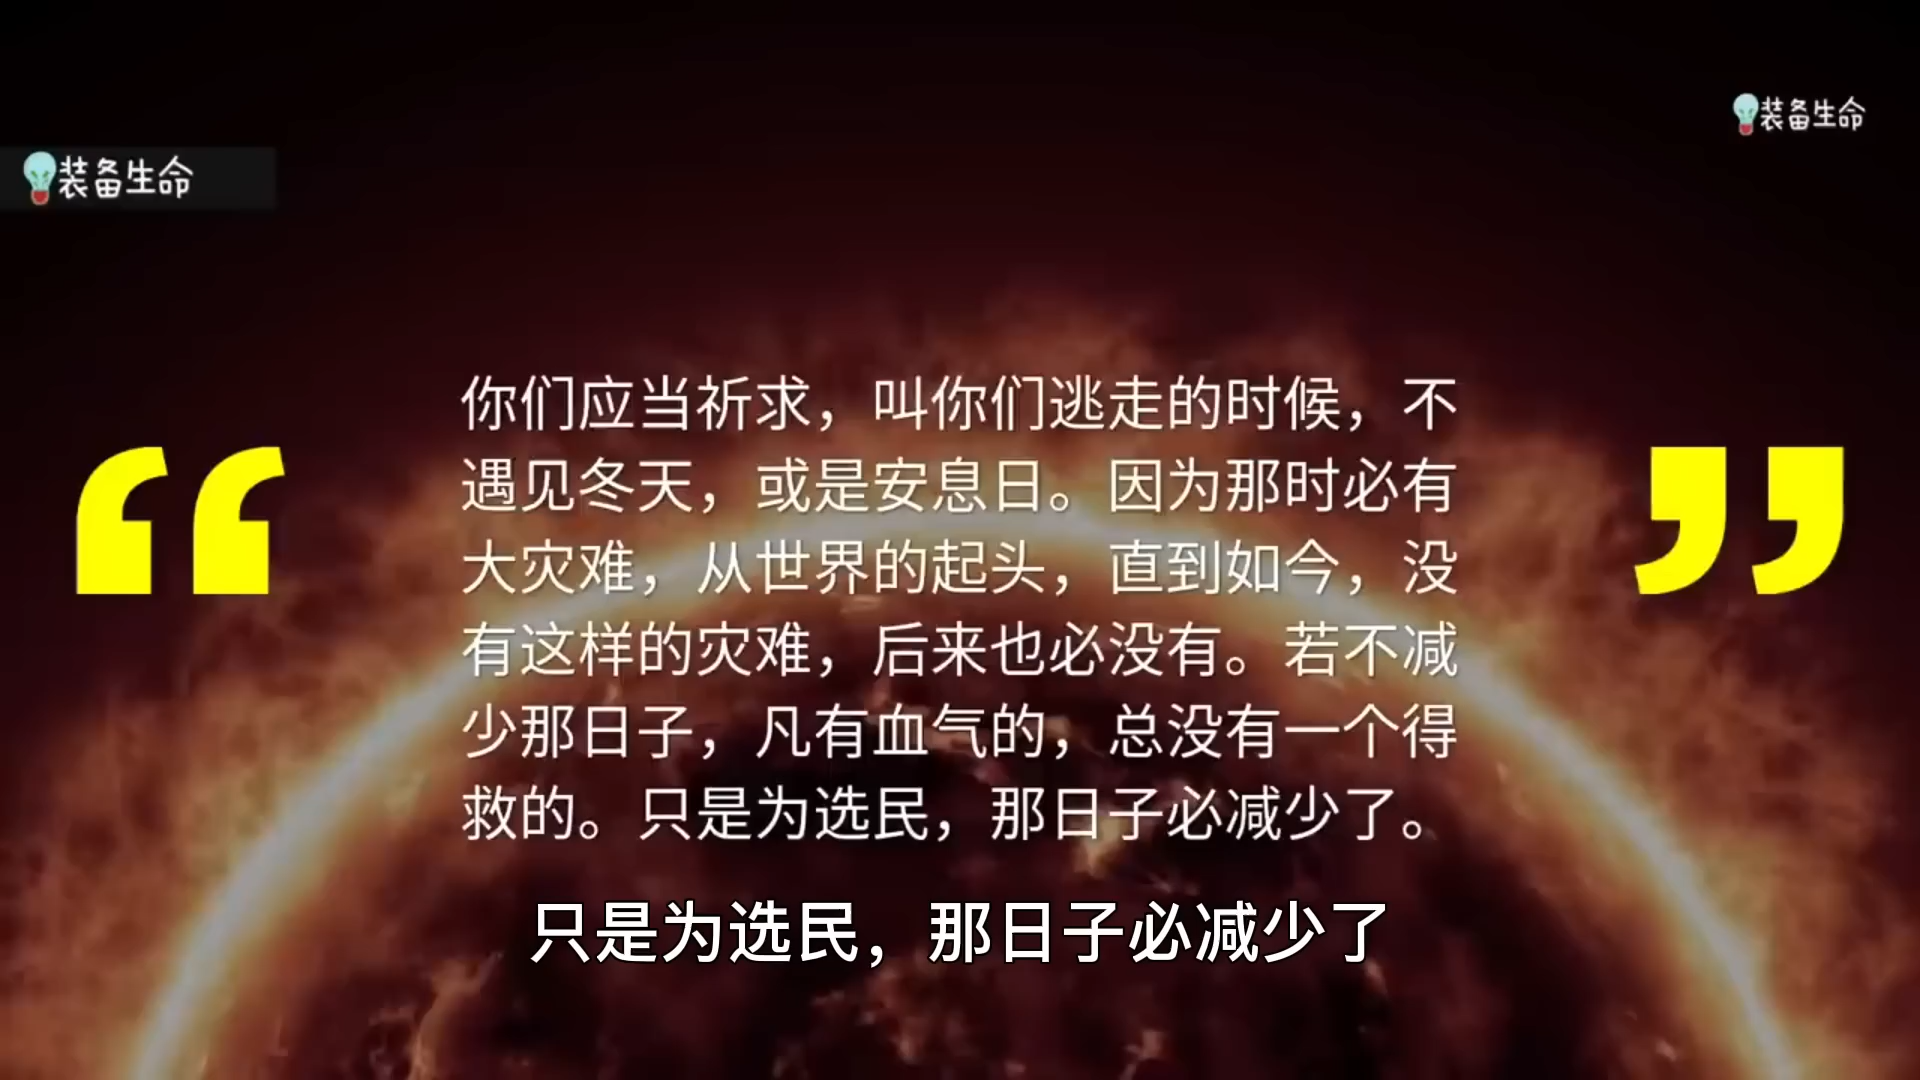 装备生命
装备生命
你们应当祈求，叫你们逃走的时候，不
遇见冬天，或是安息日。因为那时必有
大灾难，从世界的起头，直到如今，没
有这样的灾难，后来也必没有。若不减
少那日子，凡有血气的，总没有一个得
救的。只是为选民，那日子必减少了。
只是为选民，那日子必减少了